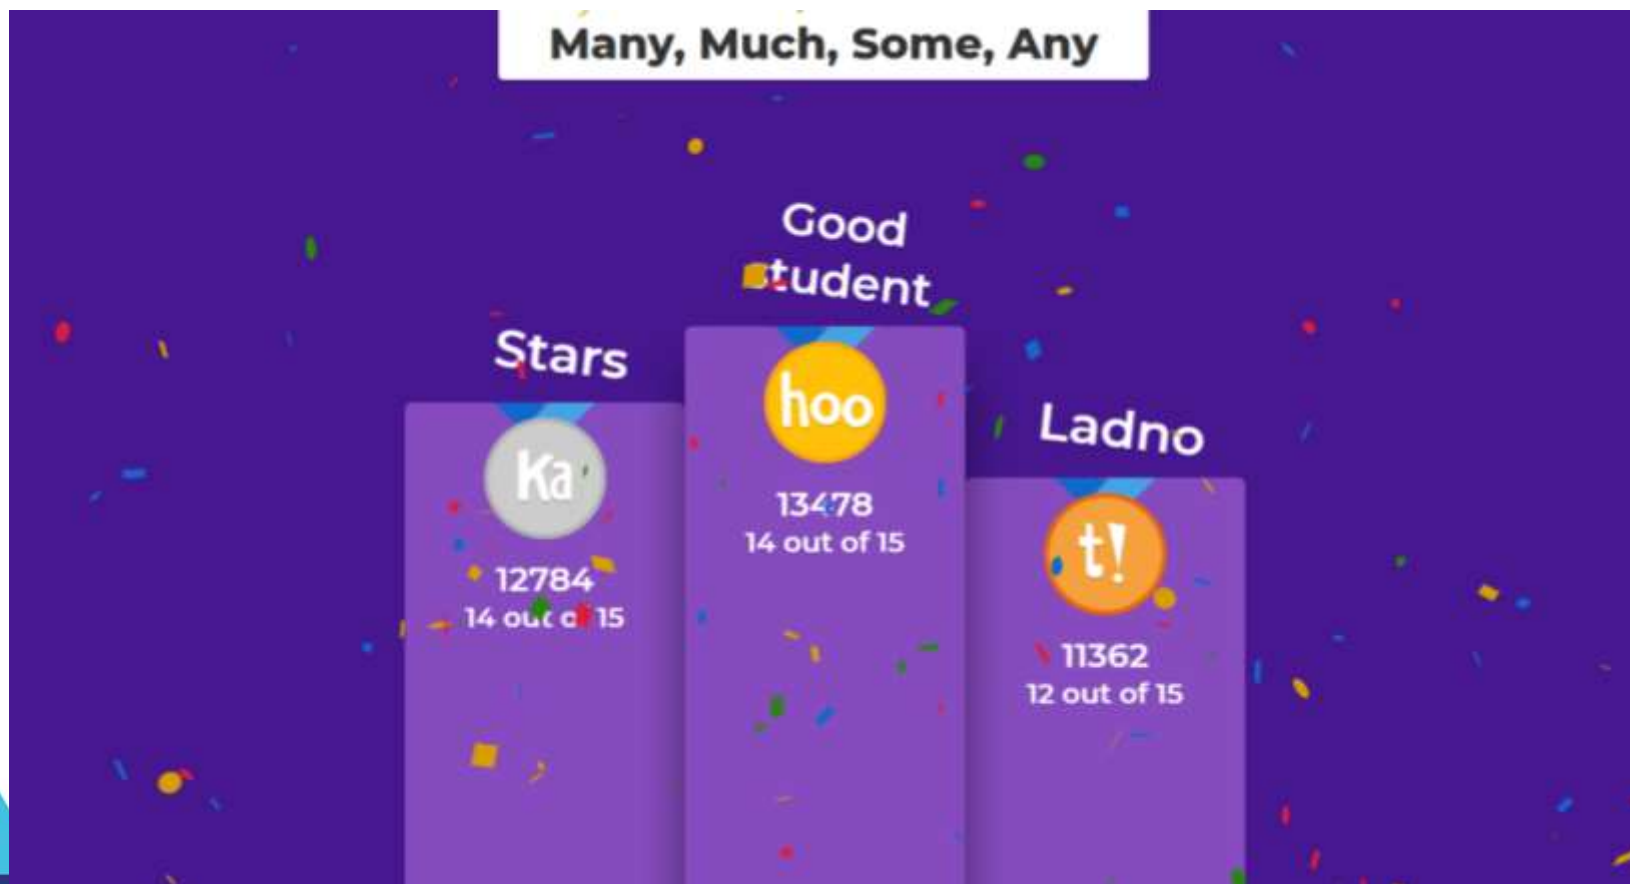 Many, Much, Some, Any
Good
student
Stars
Ladno
Ka
hoo
t!
12784
14 out of 15
13478
14 out of 15
11362
12 out of 15